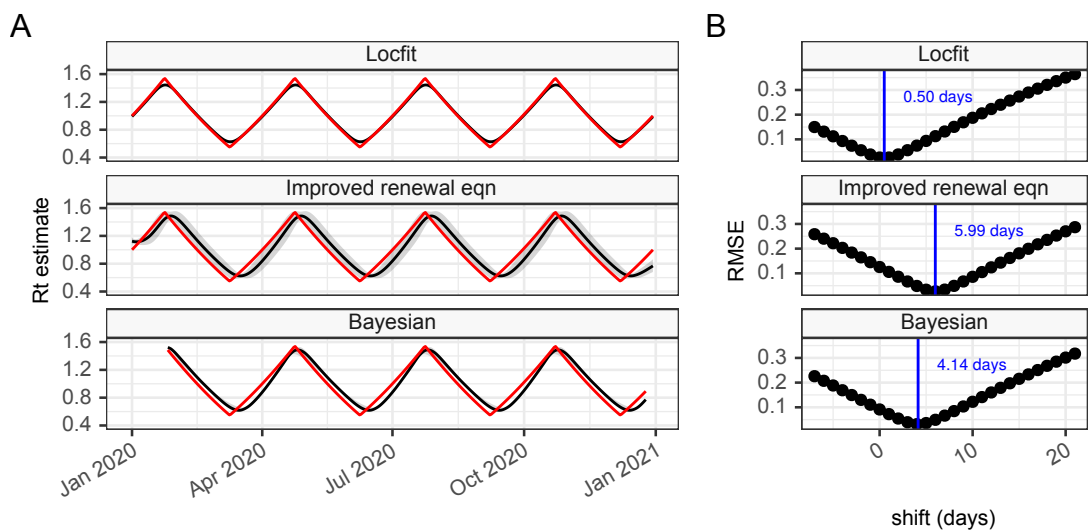 A
B
Locfit
1.6
1.2
0.8
0.4
Improved renewal eqn
1.6
1.2
0.8
0.4
Bayesian
1.6
1.2
0.8
0.4
Rt estimate
Jan 2020
Apr 2020
Jul 2020
Oct 2020
Jan 2021
Locfit
0.3
0.2
0.1
0.50 days
Improved renewal eqn
0.3
0.2
0.1
5.99 days
Bayesian
0.3
0.2
0.1
4.14 days
RMSE
0
10
20
shift (days)